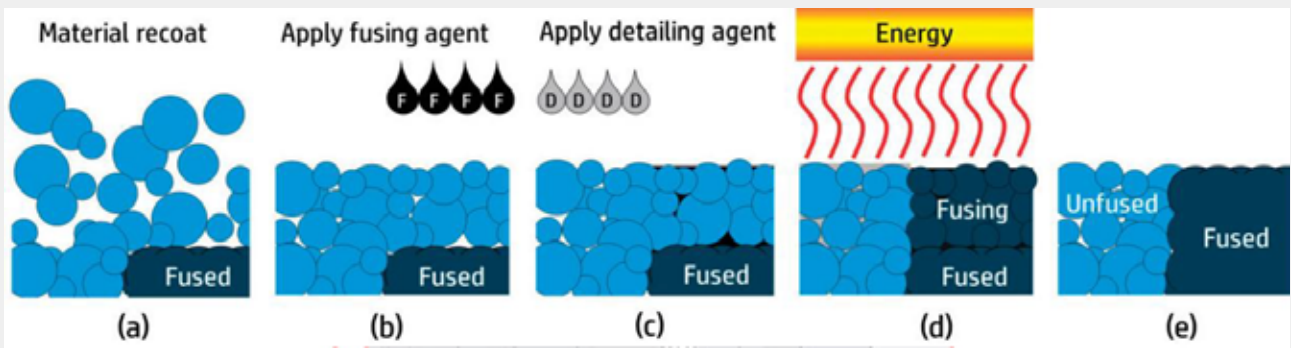 Material recoat
Apply fusing agent
Apply detailing agent
Energy
F F F F
D D D D
Fusing
Unfused
Fused
Fused
Fused
Fused
Fused
(a)
(b)
(c)
(d)
(e)